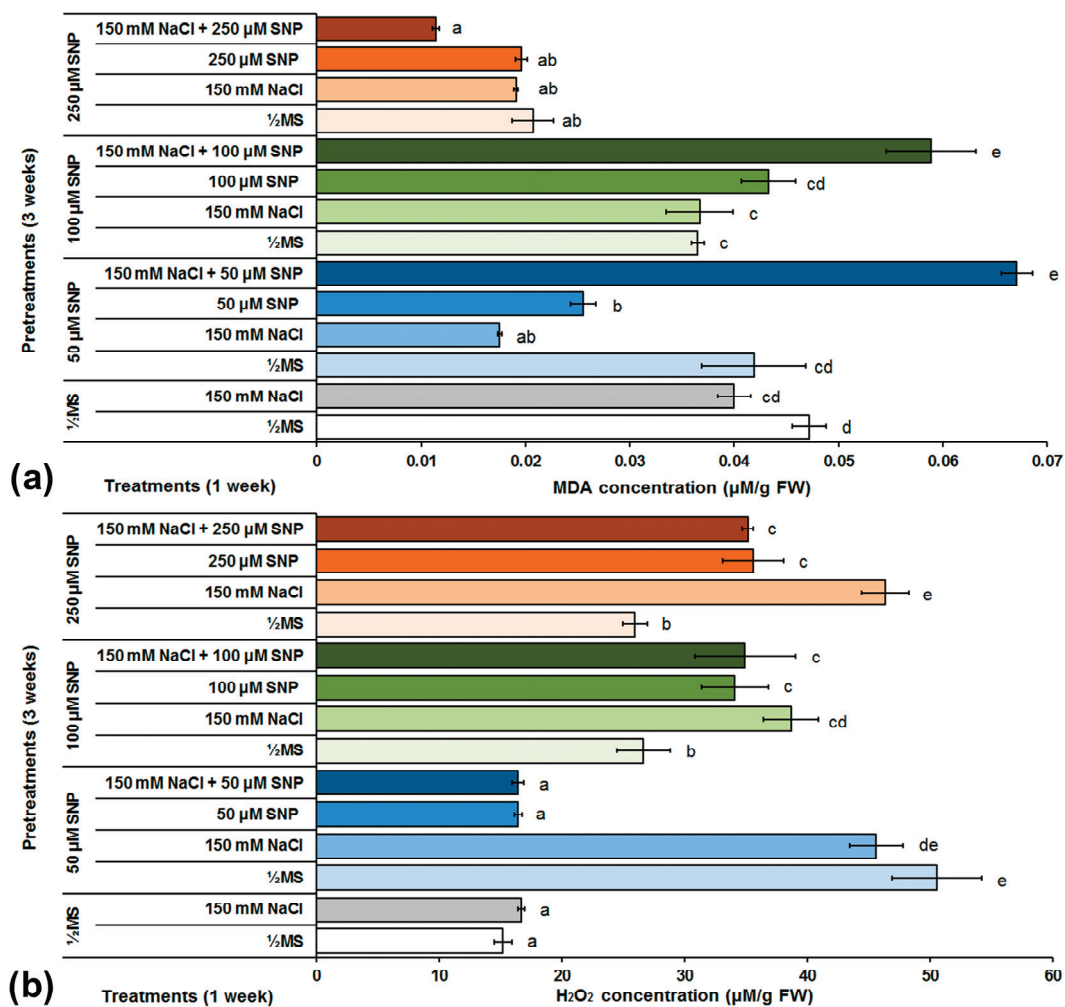 Pretreatments (3 weeks)
250 µM SNP
150 mM NaCl + 250 µM SNP
a
250 µM SNP
ab
150 mM NaCl
ab
½MS
ab
100 µM SNP
150 mM NaCl + 100 µM SNP
e
100 µM SNP
cd
150 mM NaCl
c
½MS
c
50 µM SNP
150 mM NaCl + 50 µM SNP
e
50 µM SNP
b
150 mM NaCl
ab
½MS
cd
½MS
150 mM NaCl
cd
½MS
d
0 0.01 0.02 0.03 0.04 0.05 0.06 0.07
(a)
Treatments (1 week)
MDA concentration (µM/g FW)
Pretreatments (3 weeks)
250 µM SNP
150 mM NaCl + 250 µM SNP
c
250 µM SNP
c
150 mM NaCl
e
½MS
b
100 µM SNP
150 mM NaCl + 100 µM SNP
c
100 µM SNP
c
150 mM NaCl
cd
½MS
b
50 µM SNP
150 mM NaCl + 50 µM SNP
a
50 µM SNP
a
150 mM NaCl
de
½MS
e
½MS
150 mM NaCl
a
½MS
a
0 10 20 30 40 50 60
(b)
Treatments (1 week)
H₂O₂ concentration (µM/g FW)